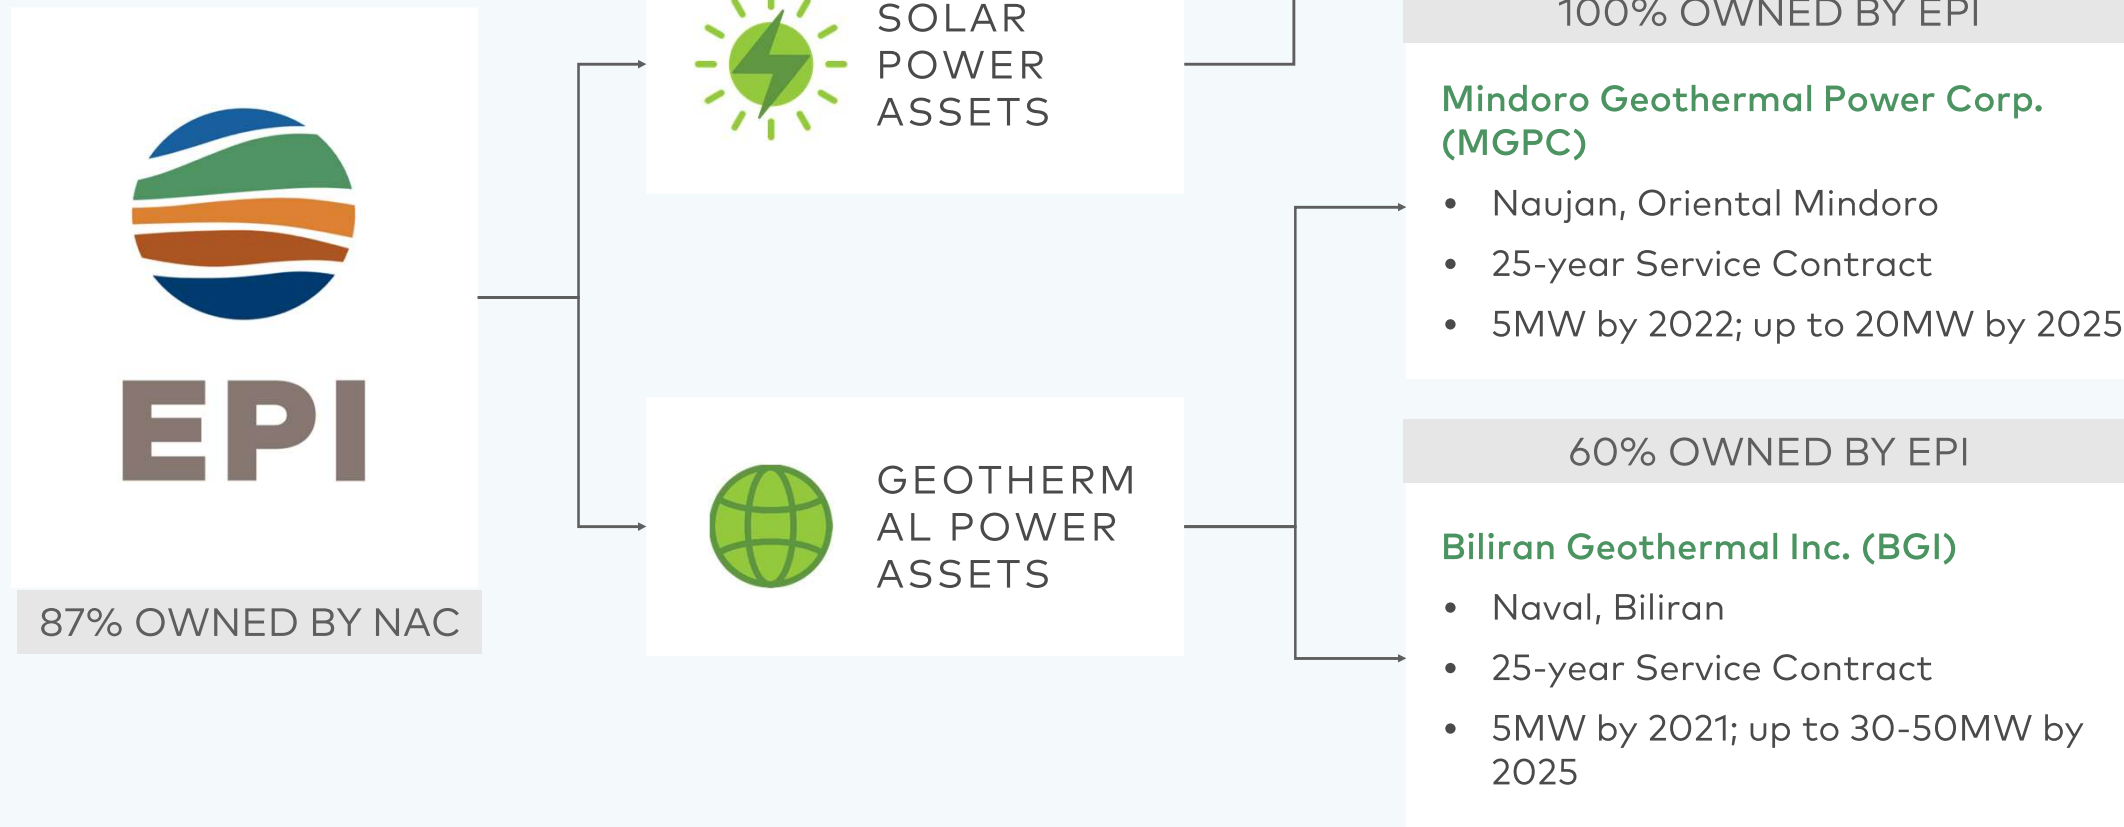 EPI
87% OWNED BY NAC
SOLAR
POWER
ASSETS
GEOTHERM
AL POWER
ASSETS
100% OWNED BY EPI
Mindoro Geothermal Power Corp.
(MGPC)
• Naujan, Oriental Mindoro
• 25-year Service Contract
• 5MW by 2022; up to 20MW by 2025
60% OWNED BY EPI
Biliran Geothermal Inc. (BGI)
• Naval, Biliran
• 25-year Service Contract
• 5MW by 2021; up to 30-50MW by
2025